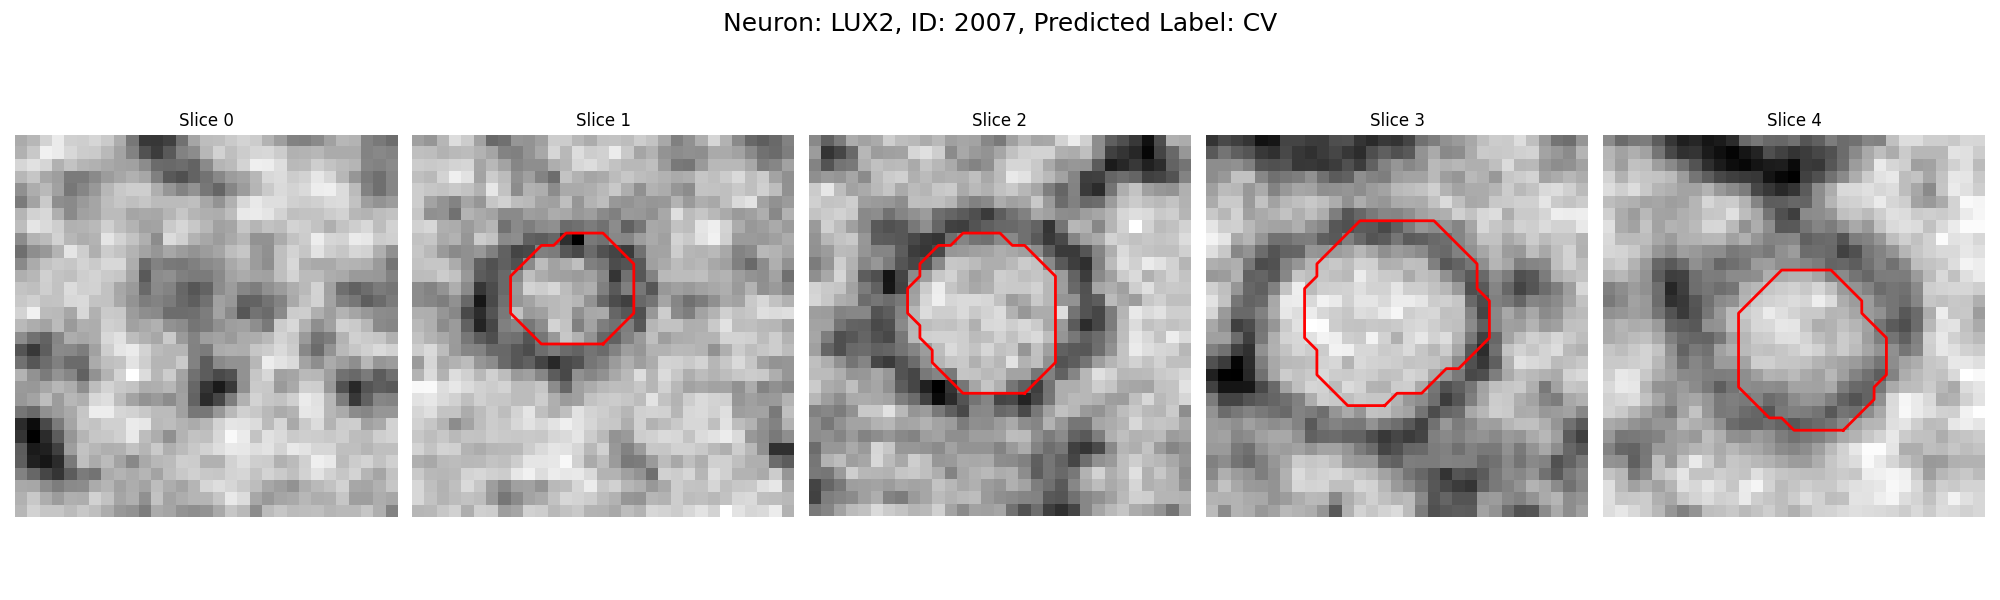 Neuron: LUX2, ID: 2007, Predicted Label: CV
Slice 0
Slice 1
Slice 2
Slice 3
Slice 4